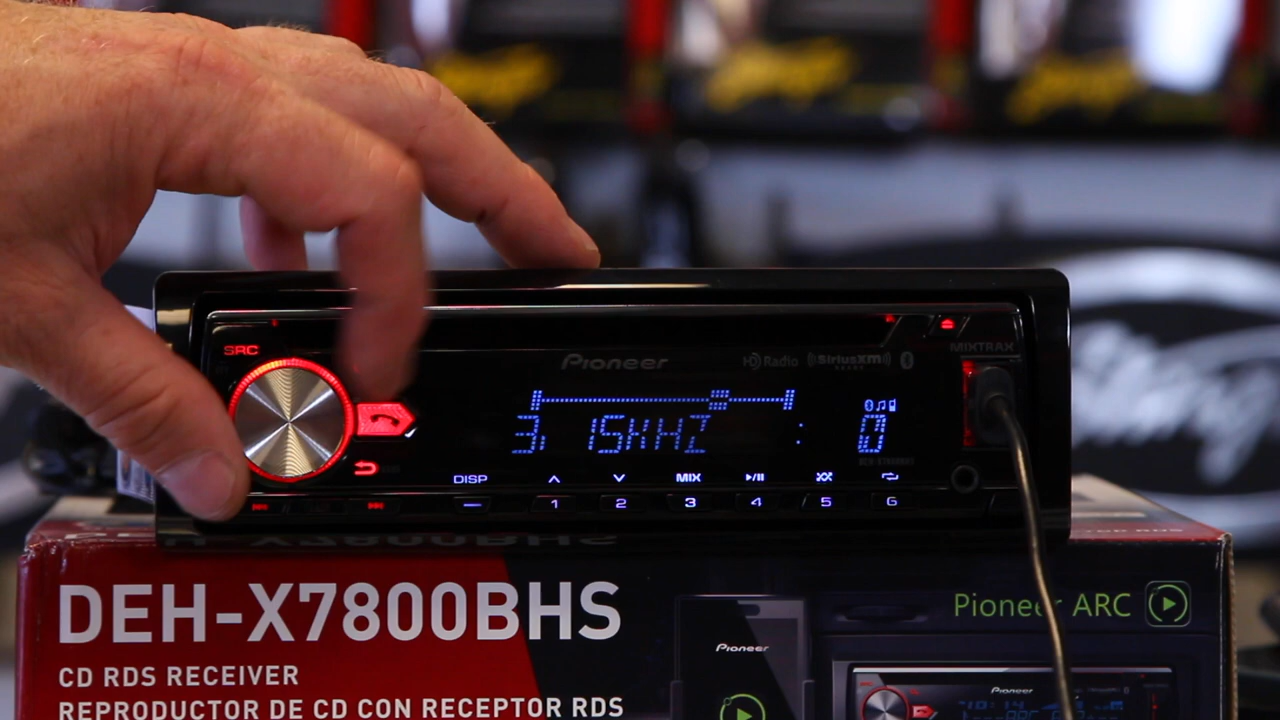 SRC
Pioneer
HD Radio
SiriusXM
MIXTRAX
3. 15KHZ : 0
DISP
MIX
1 2 3 4 5 6
DEH-X7800BHS
CD RDS RECEIVER
REPRODUCTOR DE CD CON RECEPTOR RDS
Pioneer
Pioneer ARC
Pioneer